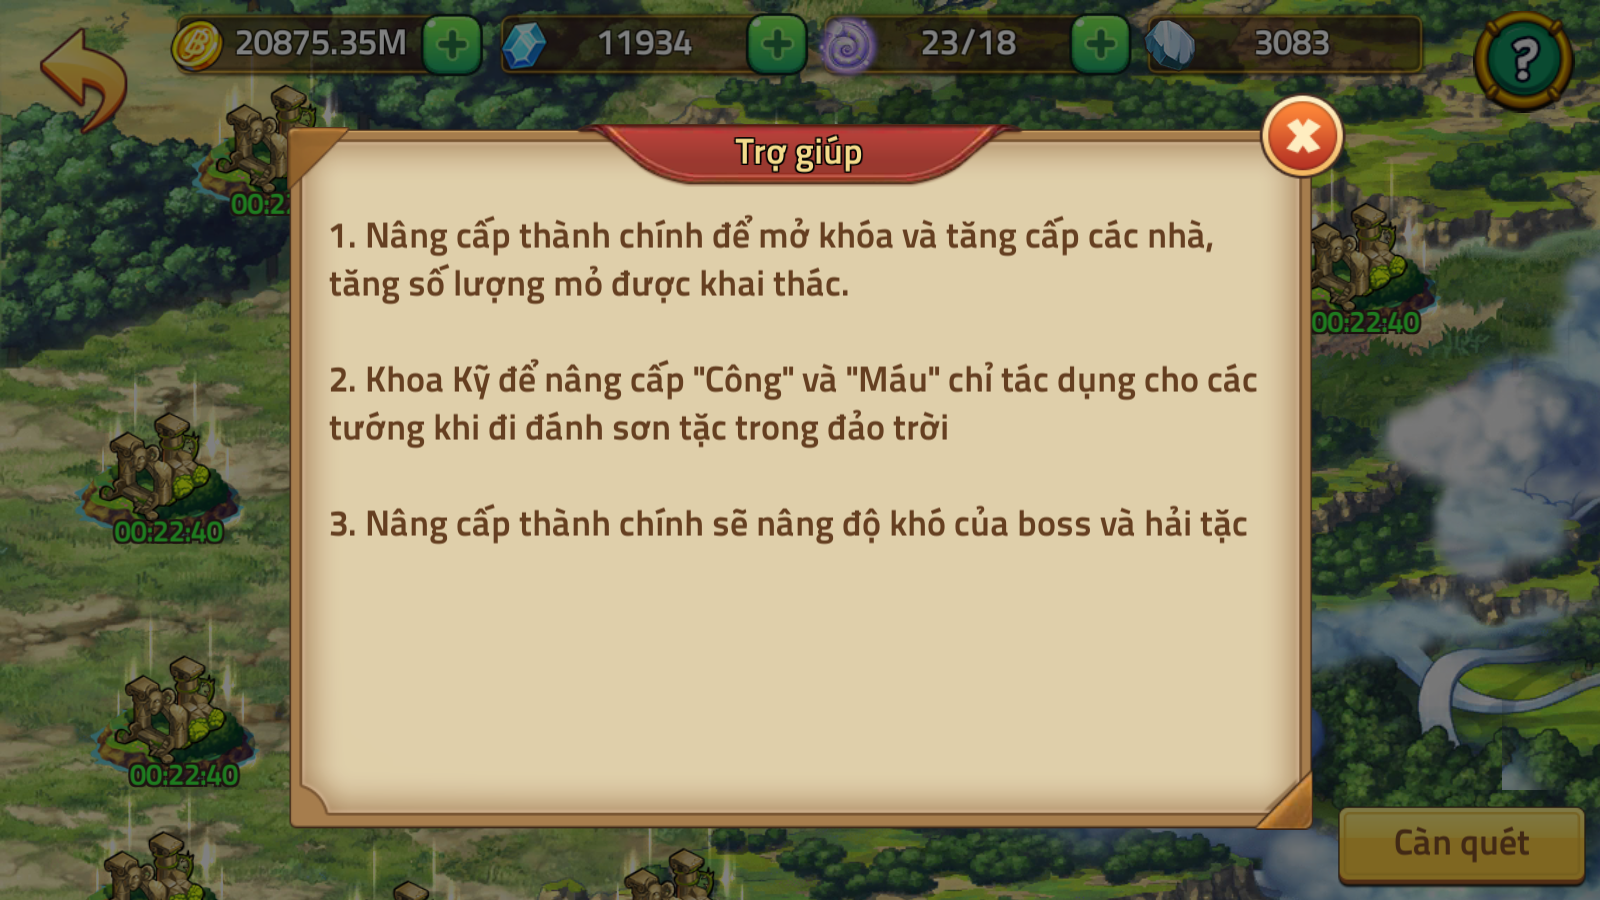 20875.35M 11934 23/18 3083
Trợ giúp
1. Nâng cấp thành chính để mở khóa và tăng cấp các nhà,
tăng số lượng mỏ được khai thác.
2. Khoa Kỹ để nâng cấp "Công" và "Máu" chỉ tác dụng cho các
tướng khi đi đánh sơn tặc trong đảo trời
3. Nâng cấp thành chính sẽ nâng độ khó của boss và hải tặc
00:2
00:22:40
00:22:40
00:22:40
Càn quét